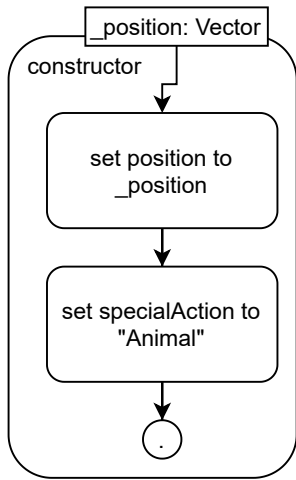 _position: Vector
constructor
set position to
_position
set specialAction to
"Animal"
.